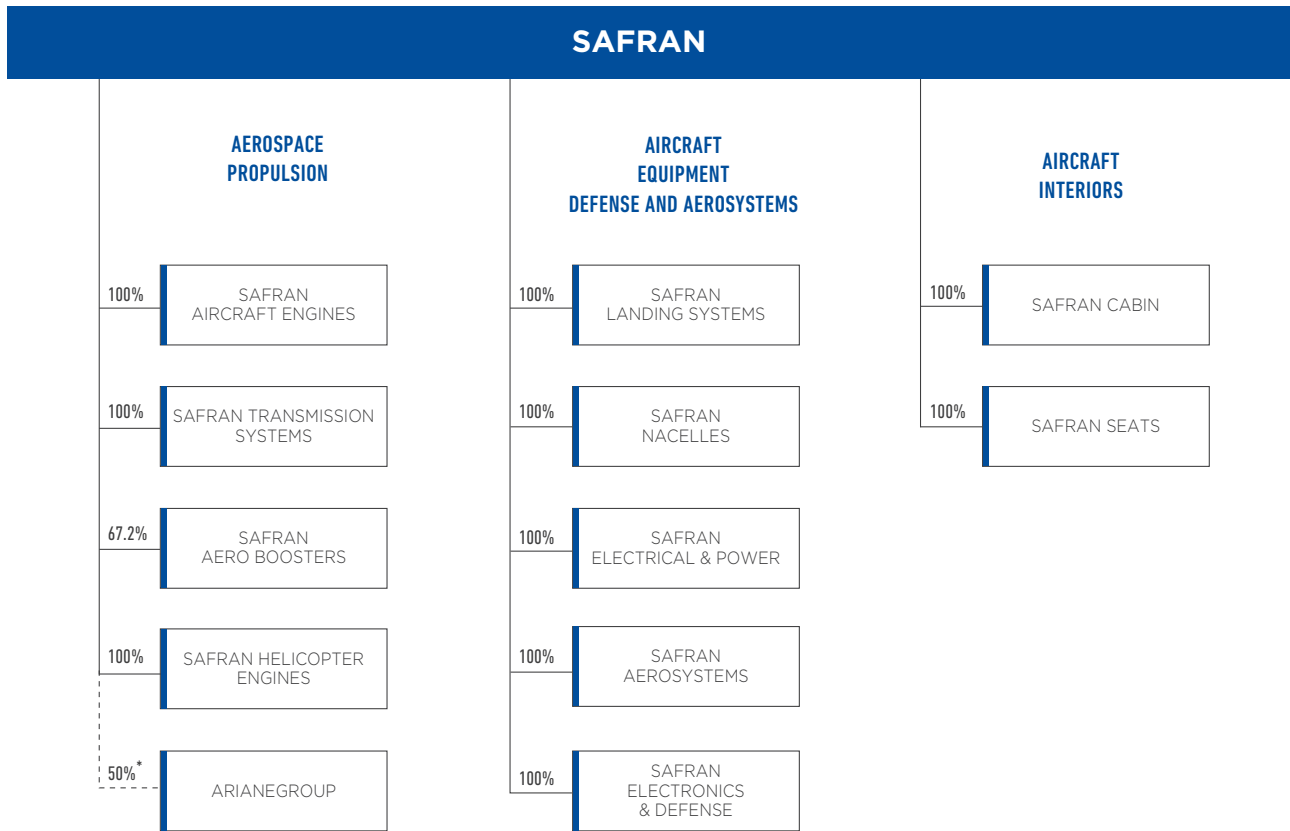 SAFRAN
AEROSPACE
PROPULSION
100%
SAFRAN
AIRCRAFT ENGINES
100%
SAFRAN TRANSMISSION
SYSTEMS
67.2%
SAFRAN
AERO BOOSTERS
100%
SAFRAN HELICOPTER
ENGINES
50%*
ARIANEGROUP
AIRCRAFT
EQUIPMENT
DEFENSE AND AEROSYSTEMS
100%
SAFRAN
LANDING SYSTEMS
100%
SAFRAN
NACELLES
100%
SAFRAN
ELECTRICAL & POWER
100%
SAFRAN
AEROSYSTEMS
100%
SAFRAN
ELECTRONICS
& DEFENSE
AIRCRAFT
INTERIORS
100%
SAFRAN CABIN
100%
SAFRAN SEATS